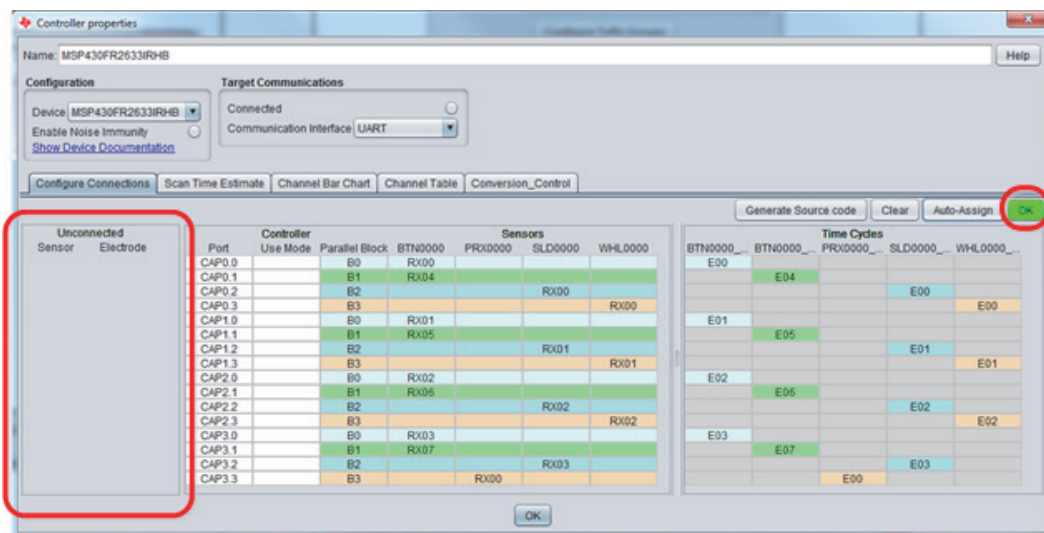 Controller properties
Name: MSP430FR2633IRHB Help
Configuration Target Communications
Device MSP430FR2633IRHB Connected
Enable Noise Immunity Communication Interface UART
Show Device Documentation
Configure Connections Scan Time Estimate Channel Bar Chart Channel Table Conversion_Control
Generate Source code Clear Auto-Assign OK
Unconnected Controller Sensors Time Cycles
Sensor Electrode Port Use Mode Parallel Block BTN0000 PRX0000 SLD0000 WHL0000 BTN0000_... BTN0000_... PRX0000_... SLD0000_... WHL0000_...
CAP0.0 B0 RX00 E00
CAP0.1 B1 RX04 E04
CAP0.2 B2 RX00 E00
CAP0.3 B3 RX00 E00
CAP1.0 B0 RX01 E01
CAP1.1 B1 RX05 E05
CAP1.2 B2 RX01 E01
CAP1.3 B3 RX01 E01
CAP2.0 B0 RX02 E02
CAP2.1 B1 RX06 E06
CAP2.2 B2 RX02 E02
CAP2.3 B3 RX02 E02
CAP3.0 B0 RX03 E03
CAP3.1 B1 RX07 E07
CAP3.2 B2 RX03 E03
CAP3.3 B3 RX00 E00
OK